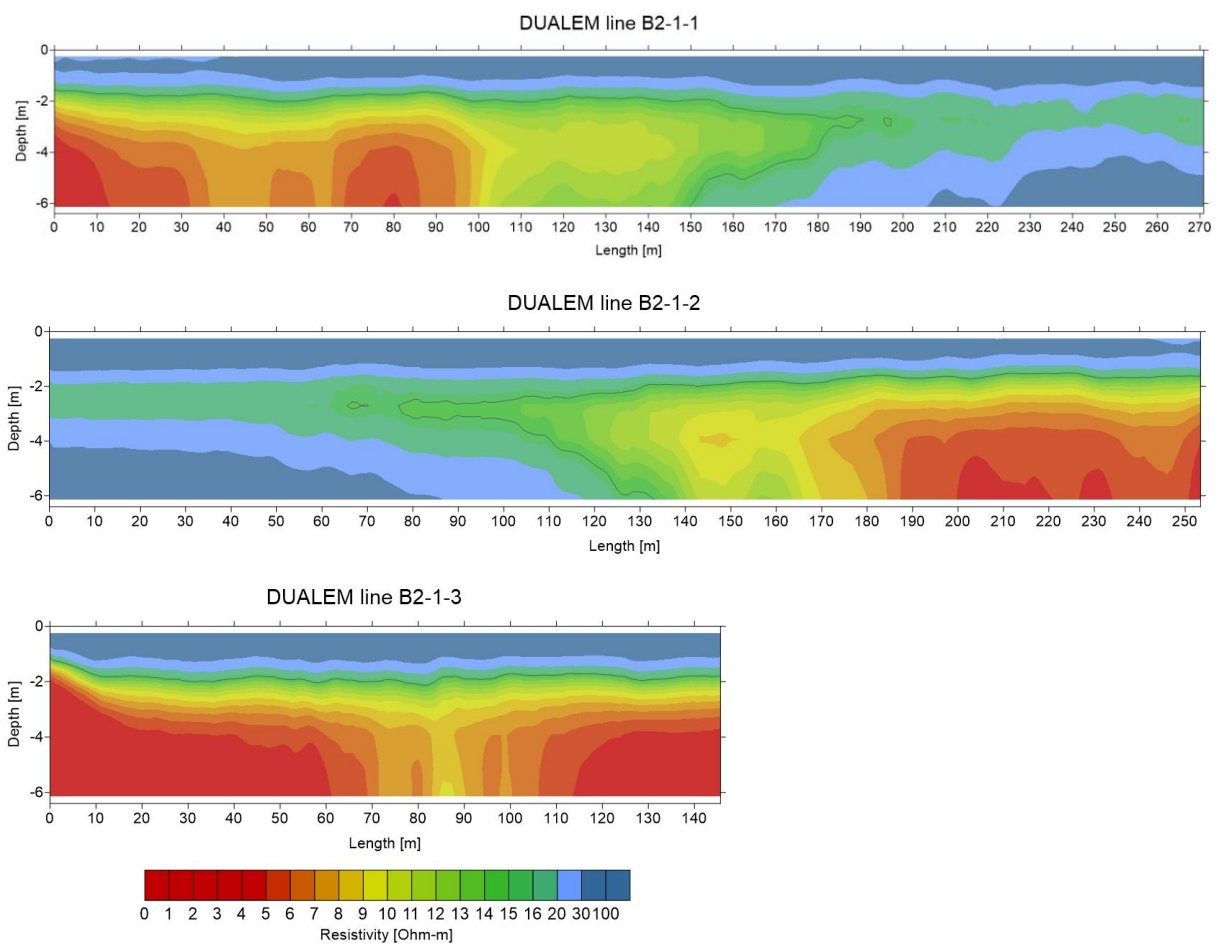 DUALEM line B2-1-1
0
-2
-4
-6
Depth [m]
0 10 20 30 40 50 60 70 80 90 100 110 120 130 140 150 160 170 180 190 200 210 220 230 240 250 260 270
Length [m]
DUALEM line B2-1-2
0
-2
-4
-6
Depth [m]
0 10 20 30 40 50 60 70 80 90 100 110 120 130 140 150 160 170 180 190 200 210 220 230 240 250
Length [m]
DUALEM line B2-1-3
0
-2
-4
-6
Depth [m]
0 10 20 30 40 50 60 70 80 90 100 110 120 130 140
Length [m]
0 1 2 3 4 5 6 7 8 9 10 11 12 13 14 15 16 20 30 100
Resistivity [Ohm-m]